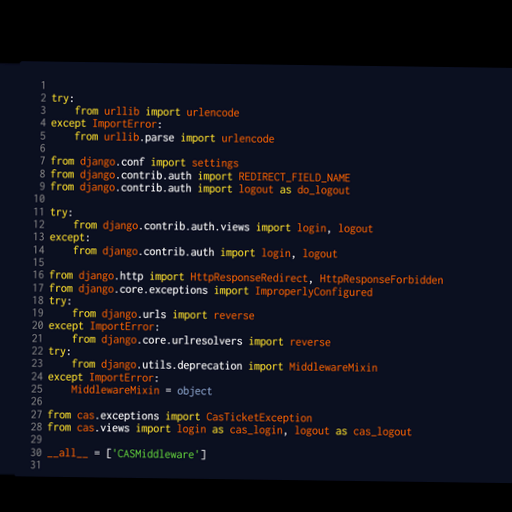 1
2 try:
3     from urllib import urlencode
4 except ImportError:
5     from urllib.parse import urlencode
6
7 from django.conf import settings
8 from django.contrib.auth import REDIRECT_FIELD_NAME
9 from django.contrib.auth import logout as do_logout
10
11 try:
12     from django.contrib.auth.views import login, logout
13 except:
14     from django.contrib.auth import login, logout
15
16 from django.http import HttpResponseRedirect, HttpResponseForbidden
17 from django.core.exceptions import ImproperlyConfigured
18 try:
19     from django.urls import reverse
20 except ImportError:
21     from django.core.urlresolvers import reverse
22 try:
23     from django.utils.deprecation import MiddlewareMixin
24 except ImportError:
25     MiddlewareMixin = object
26
27 from cas.exceptions import CasTicketException
28 from cas.views import login as cas_login, logout as cas_logout
29
30 __all__ = ['CASMiddleware']
31